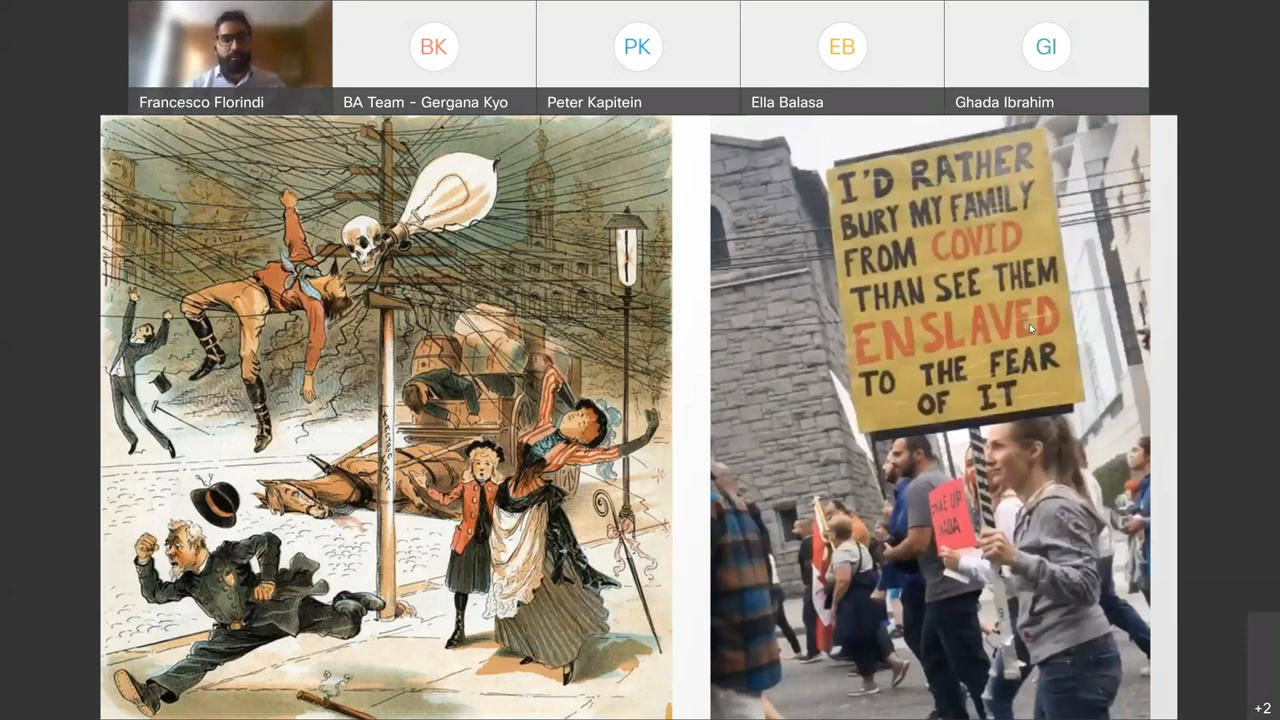 BK
PK
EB
GI
Francesco Florindi
BA Team - Gergana Kyo
Peter Kapitein
Ella Balasa
Ghada Ibrahim
I'D RATHER
BURY MY FAMILY
FROM COVID
THAN SEE THEM
ENSLAVED
TO THE FEAR
OF IT
UP
+2